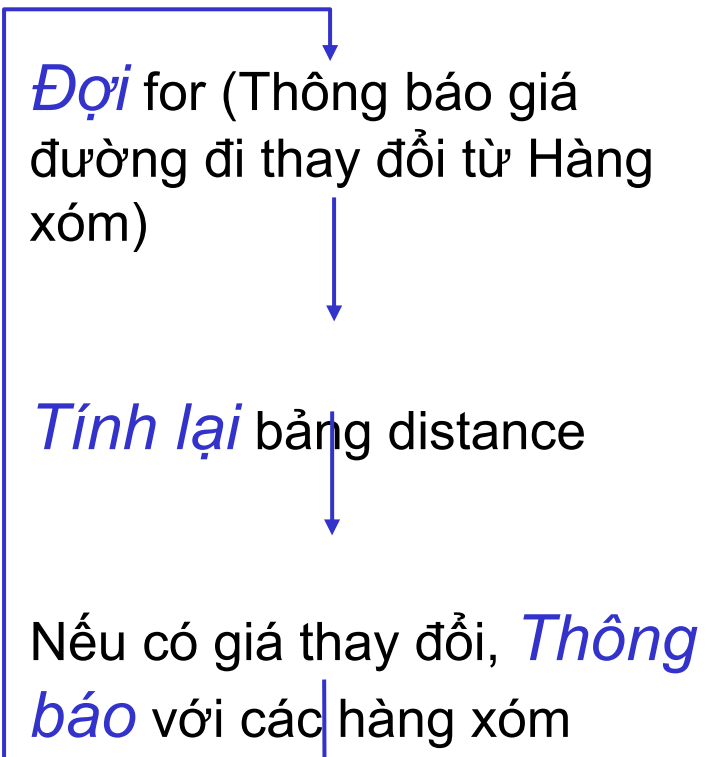 Đợi for (Thông báo giá
đường đi thay đổi từ Hàng
xóm)
Tính lại bảng distance
Nếu có giá thay đổi, Thông
báo với các hàng xóm